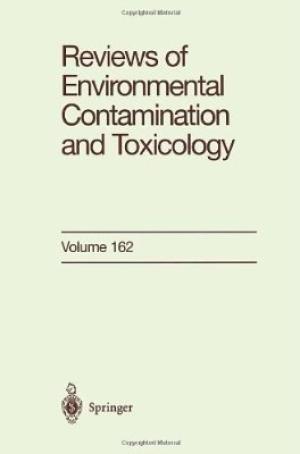 Reviews of
Environmental
Contamination
and Toxicology
Volume 162
Springer